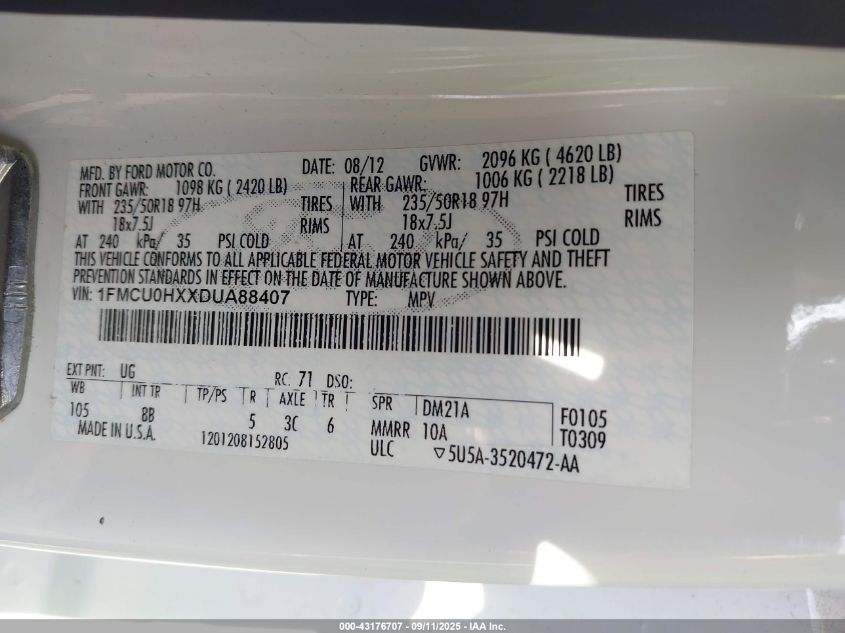 MFD. BY FORD MOTOR CO. DATE: 08/12 GVWR: 2096 KG ( 4620 LB)
FRONT GAWR: 1098 KG ( 2420 LB) REAR GAWR: 1006 KG ( 2218 LB)
WITH 235/50R18 97H TIRES WITH 235/50R18 97H TIRES
18x7.5J RIMS 18x7.5J RIMS
AT 240 kPa/ 35 PSI COLD AT 240 kPa/ 35 PSI COLD
THIS VEHICLE CONFORMS TO ALL APPLICABLE FEDERAL MOTOR VEHICLE SAFETY AND THEFT
PREVENTION STANDARDS IN EFFECT ON THE DATE OF MANUFACTURE SHOWN ABOVE.
VIN: 1FMCU0HXXDUA88407 TYPE: MPV
EXT PNT: UG RC: 71 DSO:
WB INT TR TP/PS R AXLE TR SPR DM21A F0105
105 8B 5 3C 6 MMRR 10A T0309
MADE IN U.S.A. 1201208152805 ULC ▽5U5A-3520472-AA
000-43176707 - 09/11/2025 - IAA Inc.